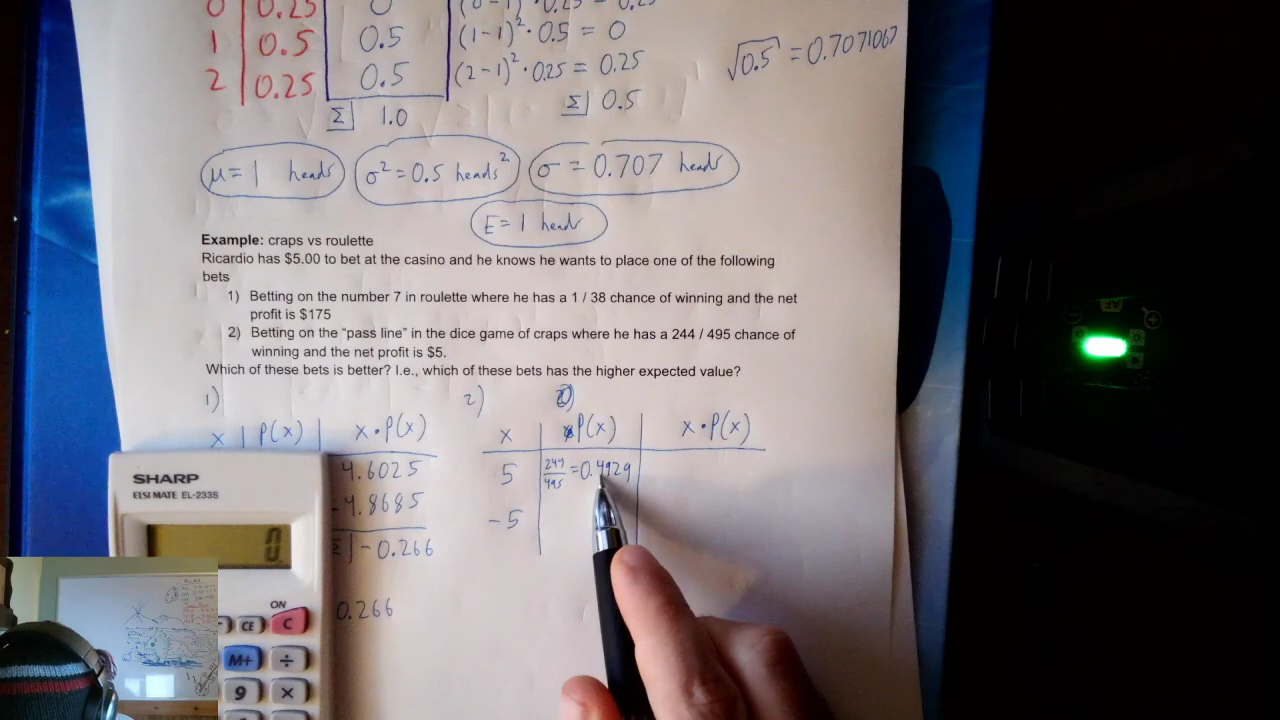 0 | 0.25 | 0
1 | 0.5 | 0.5 | (1-1)² · 0.5 = 0
2 | 0.25 | 0.5 | (2-1)² · 0.25 = 0.25
√0.5 = 0.7071067
Σ| 1.0
Σ| 0.5
μ = 1 heads
σ² = 0.5 heads²
σ = 0.707 heads
E = 1 heads
Example: craps vs roulette
Ricardio has $5.00 to bet at the casino and he knows he wants to place one of the following
bets
1) Betting on the number 7 in roulette where he has a 1 / 38 chance of winning and the net
profit is $175
2) Betting on the “pass line” in the dice game of craps where he has a 244 / 495 chance of
winning and the net profit is $5.
Which of these bets is better? I.e., which of these bets has the higher expected value?
1)
x | P(x) | x · P(x)
4.6025
-4.8685
Σ| -0.266
0.266
2)
x | P(x) | x · P(x)
5 | 244/495 = 0.4929
-5
SHARP
ELSI MATE EL-233S
0
ON
CE C
M+ ÷
9 ×
AF